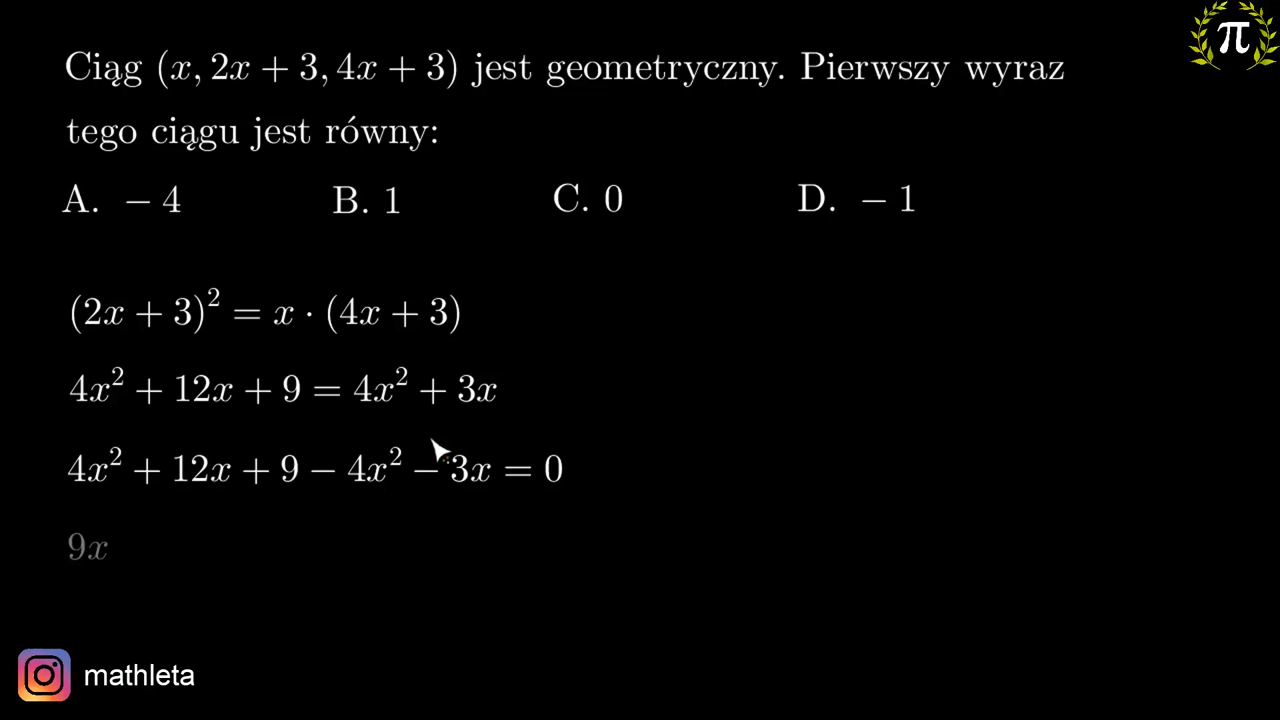 Ciąg (x, 2x + 3, 4x + 3) jest geometryczny. Pierwszy wyraz
tego ciągu jest równy:
A. − 4 B. 1 C. 0 D. − 1
(2x + 3)² = x · (4x + 3)
4x² + 12x + 9 = 4x² + 3x
4x² + 12x + 9 − 4x² − 3x = 0
9x
mathleta
π